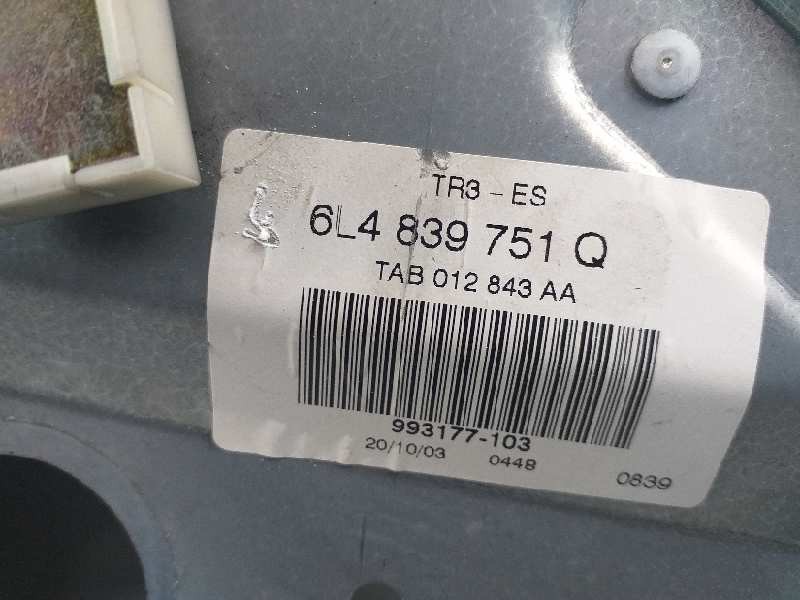 TR3 - ES
6L4 839 751 Q
TAB 012 843 AA
993177-103
20/10/03 0448 0839